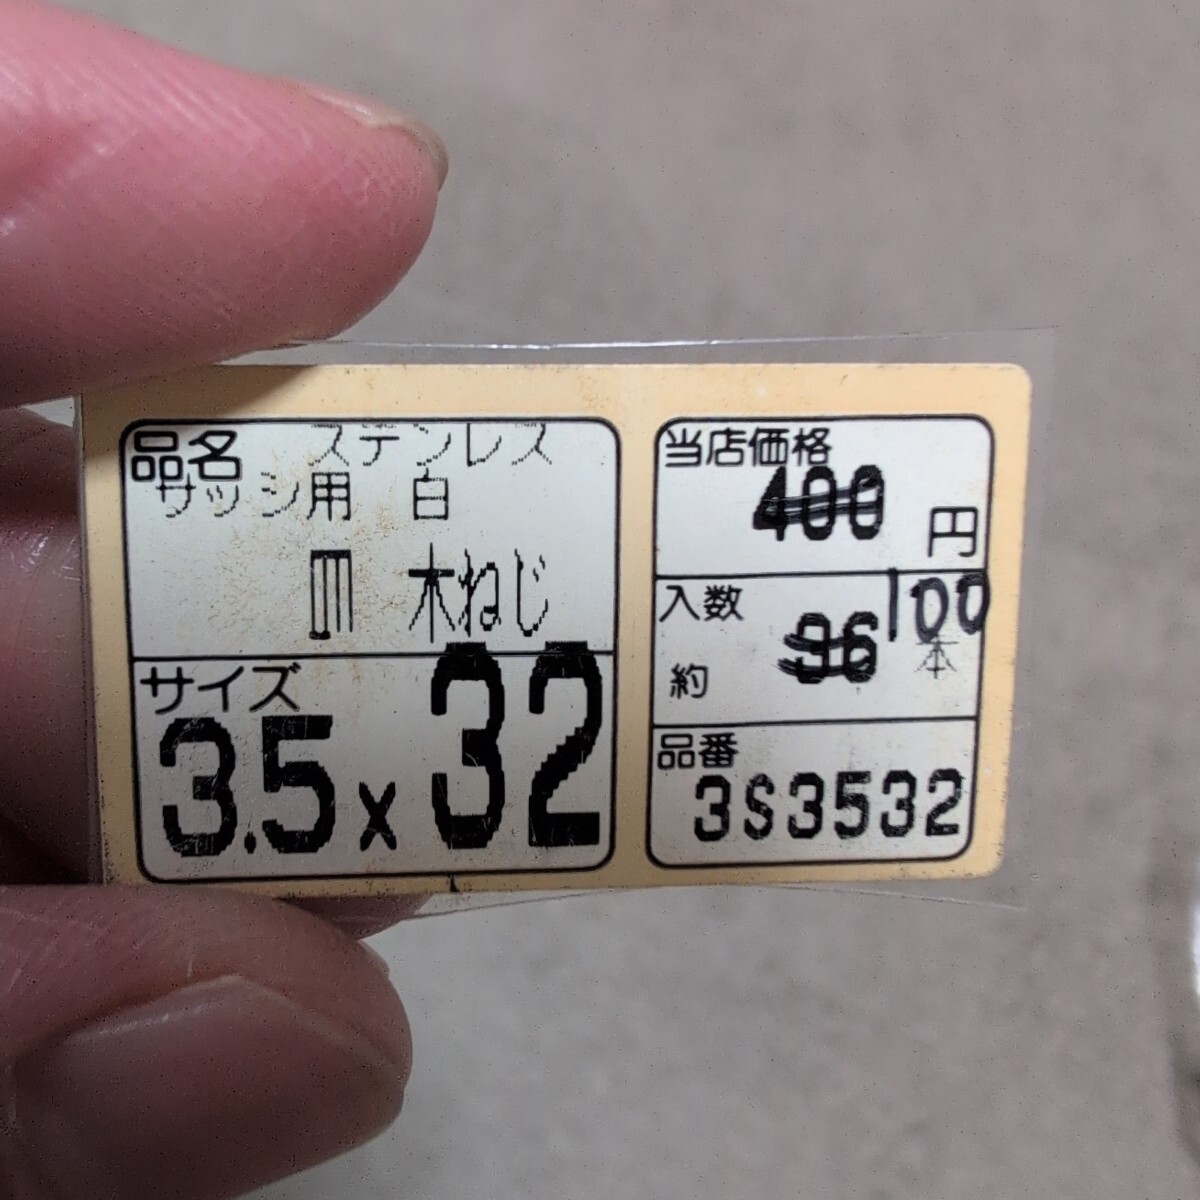 品名 ステンレス
サッシ用 白
皿 木ねじ
サイズ
3.5x32
当店価格
400 円
入数
約 36 100 本
品番
3S3532